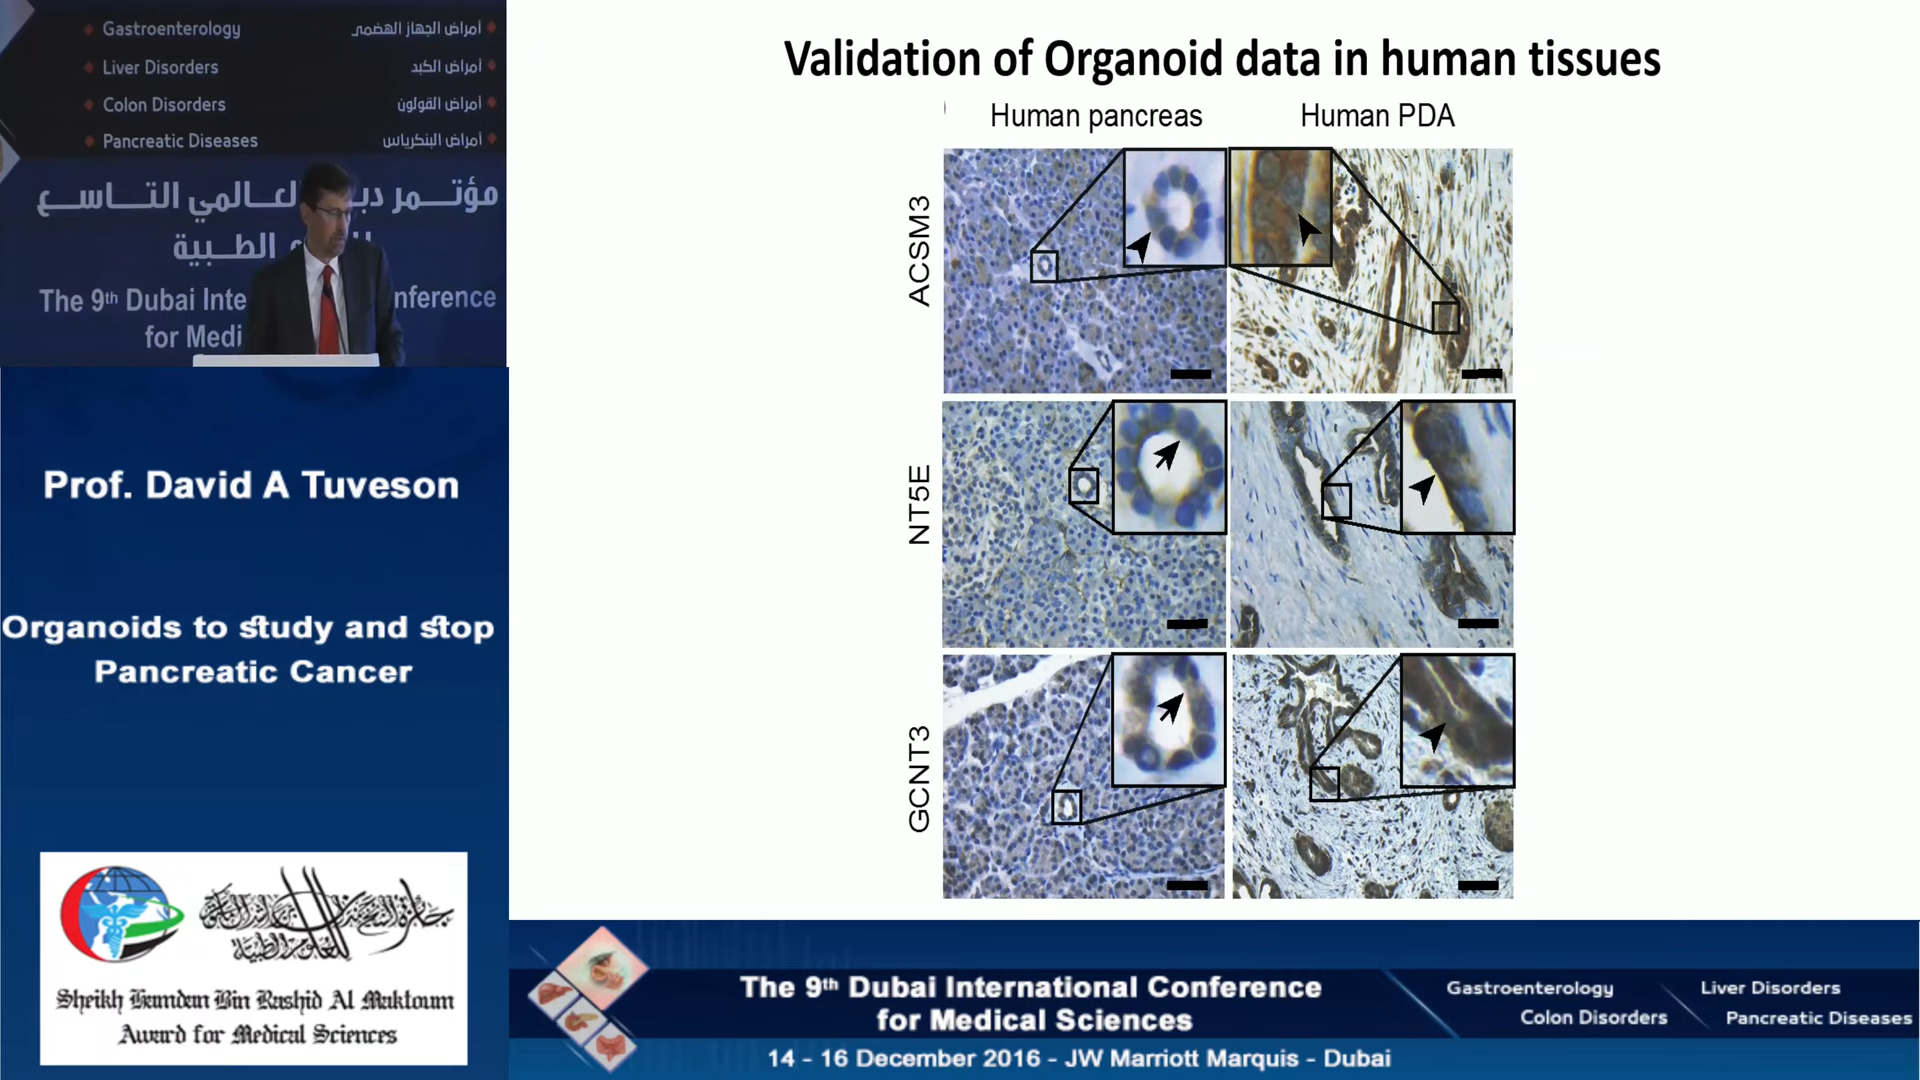 Gastroenterology
أمراض الجهاز الهضمي
Liver Disorders
أمراض الكبد
Colon Disorders
أمراض القولون
Pancreatic Diseases
أمراض البنكرياس
مؤتمر العالمي التاسع
الطبية
The 9th Dubai
for
Prof. David A Tuveson
Organoids to study and stop
Pancreatic Cancer
Sheikh Hamdan Bin Rashid Al Maktoum
Award for Medical Sciences
Validation of Organoid data in human tissues
Human pancreas
Human PDA
ACSM3
NT5E
GCNT3
The 9th Dubai International Conference
for Medical Sciences
14 - 16 December 2016 - JW Marriott Marquis - Dubai
Gastroenterology
Liver Disorders
Colon Disorders
Pancreatic Diseases